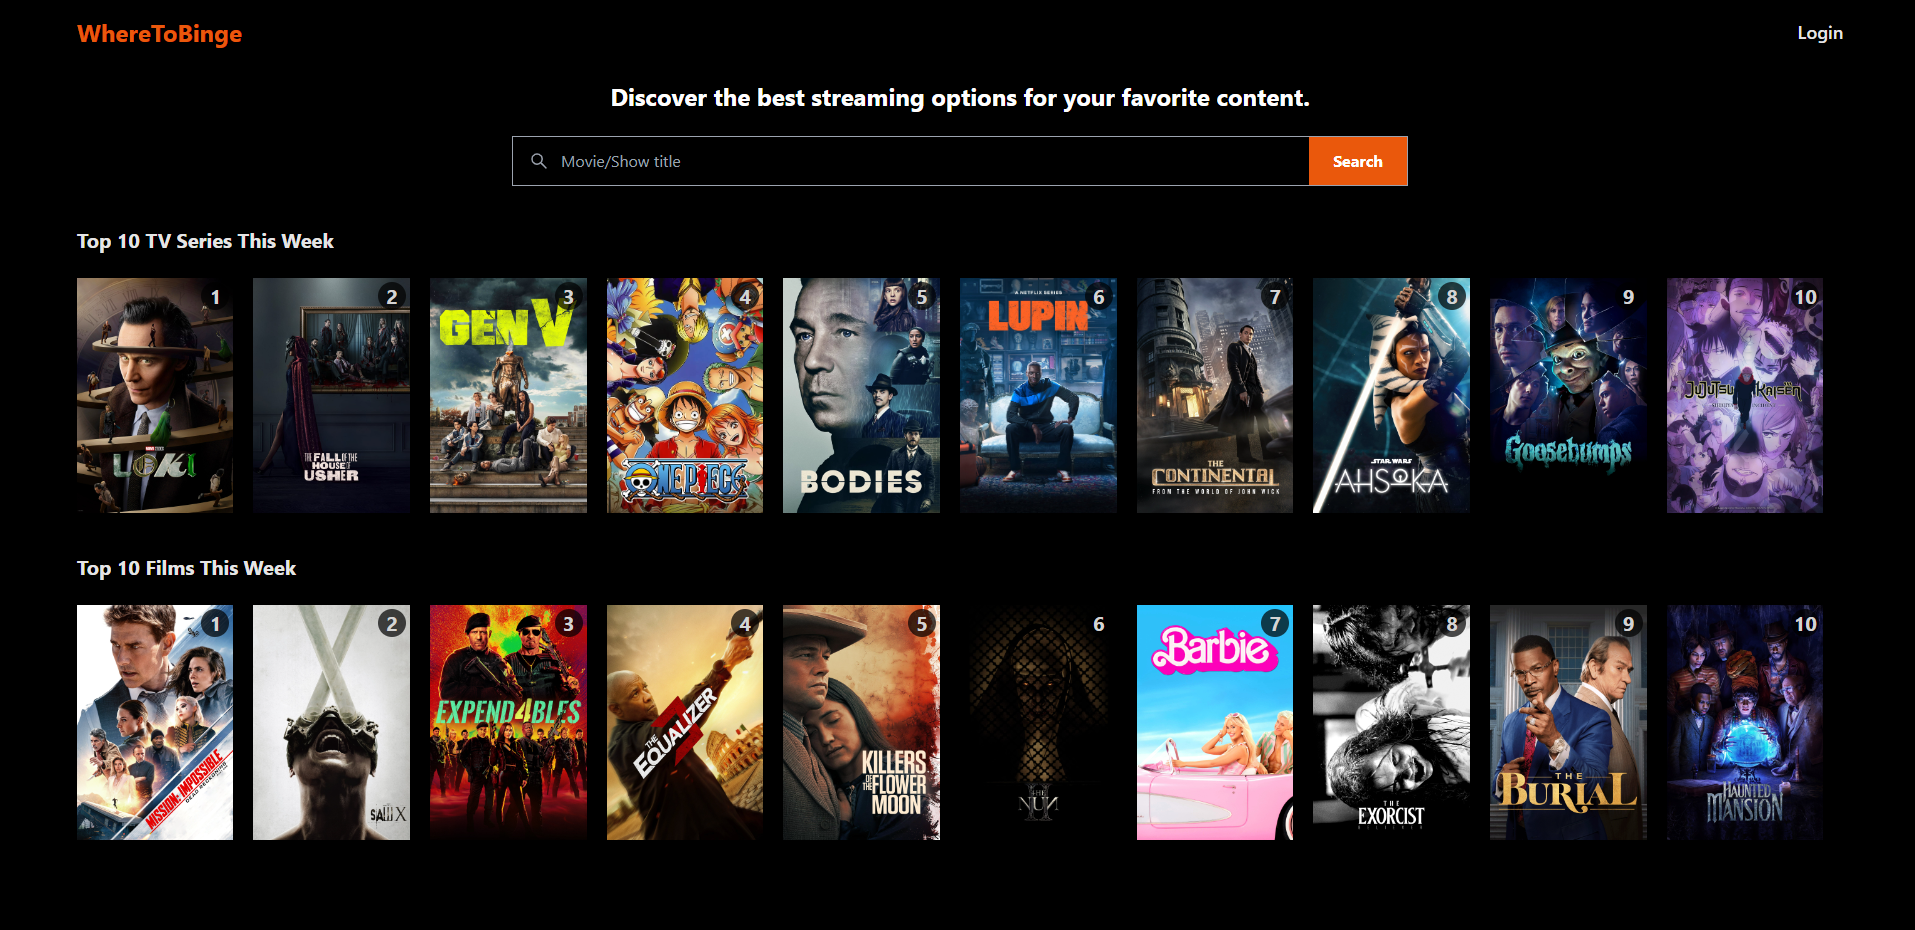 WhereToBinge
Login
Discover the best streaming options for your favorite content.
Movie/Show title
Search
Top 10 TV Series This Week
1
2
3
4
5
6
7
8
9
10
MARVEL STUDIOS
LOKI
THE FALL OF THE
HOUSE OF
USHER
GEN V
ONE PIECE
BODIES
A NETFLIX SERIES
LUPIN
THE
CONTINENTAL
FROM THE WORLD OF JOHN WICK
STAR WARS
AHSOKA
Goosebumps
JUJUTSU KAISEN
Top 10 Films This Week
1
2
3
4
5
6
7
8
9
10
MISSION: IMPOSSIBLE
DEAD RECKONING
SAW X
EXPEND4BLES
THE
EQUALIZER
3
KILLERS
OF THE FLOWER
MOON
THE
NUN
II
Barbie
THE
EXORCIST
BELIEVER
THE
BURIAL
HAUNTED
MANSION